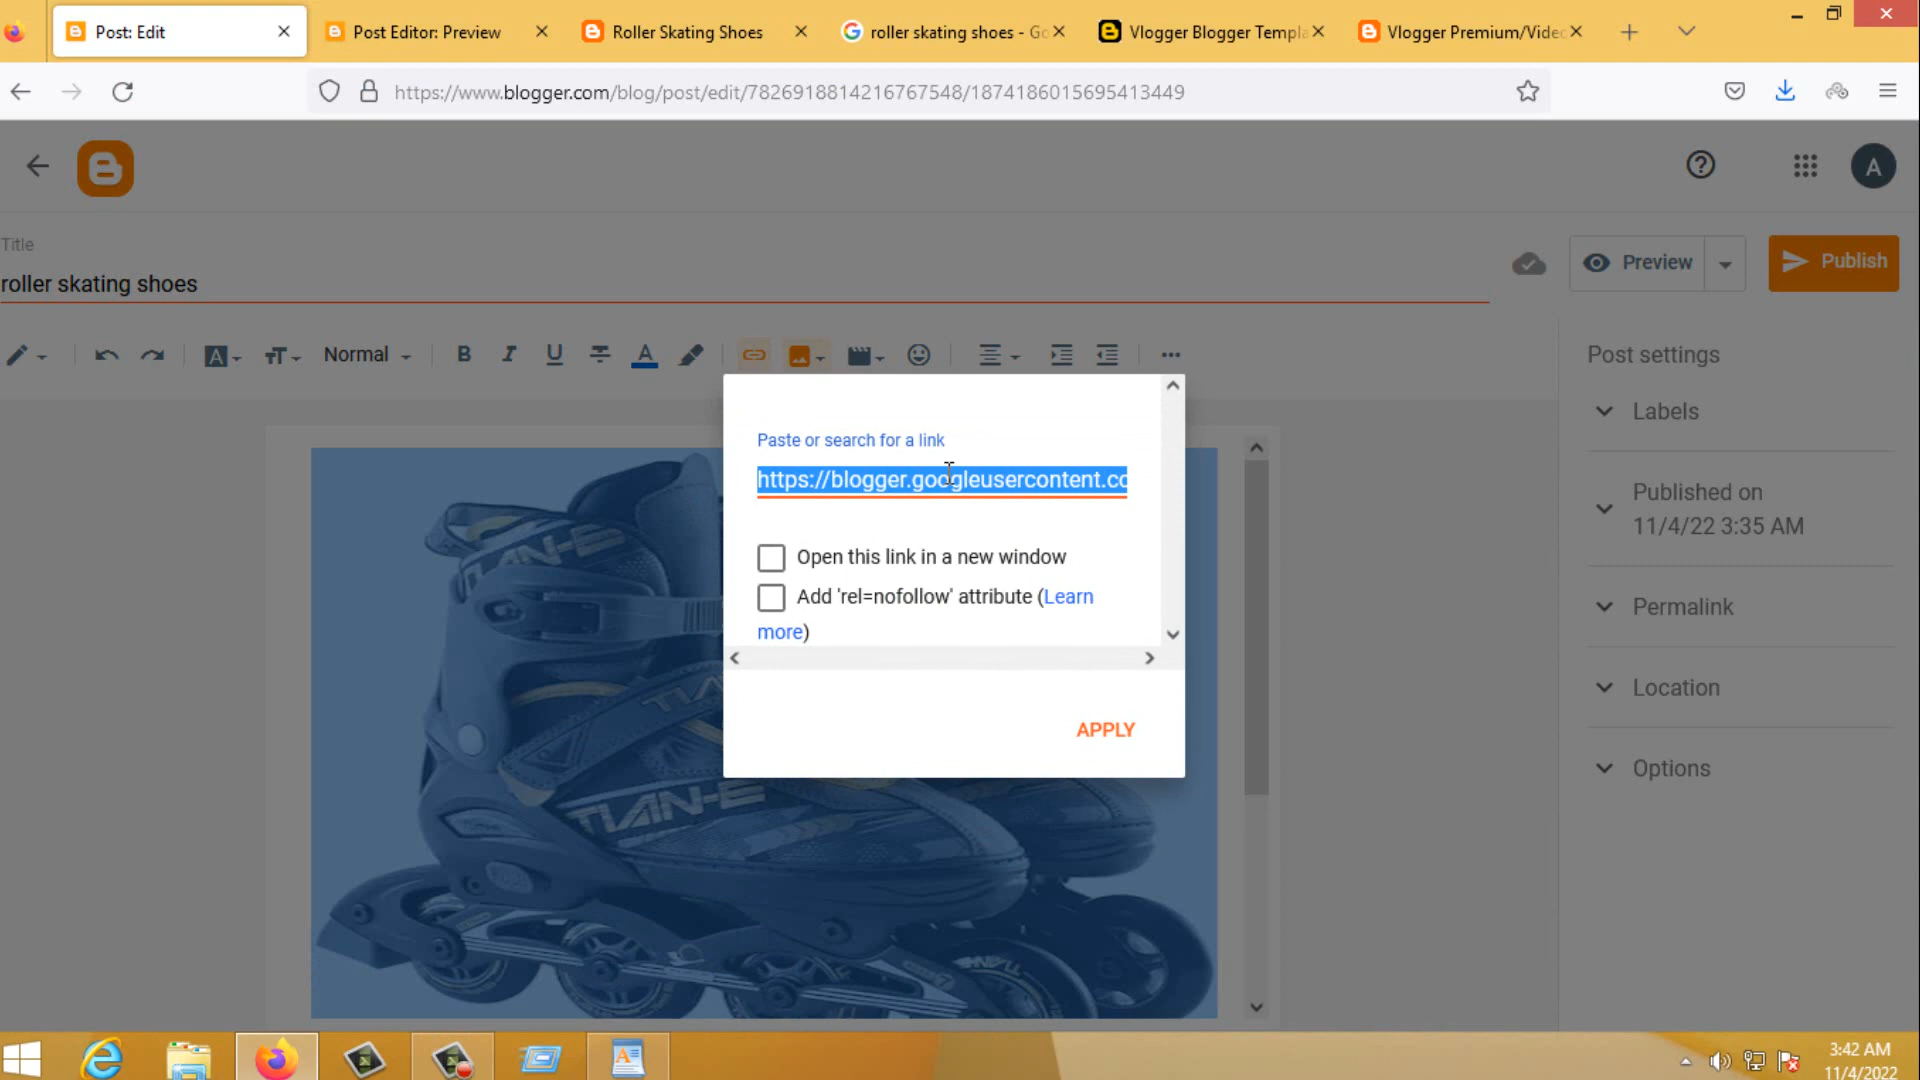 Post: Edit
Post Editor: Preview
Roller Skating Shoes
roller skating shoes - Go
Vlogger Blogger Templa
Vlogger Premium/Video
https://www.blogger.com/blog/post/edit/7826918814216767548/1874186015695413449
A
Title
roller skating shoes
Preview
Publish
Normal
B I U A
Post settings
Labels
Published on
11/4/22 3:35 AM
Permalink
Location
Options
Paste or search for a link
https://blogger.googleusercontent.co
Open this link in a new window
Add 'rel=nofollow' attribute (Learn
more)
APPLY
TLAN-E
TLAN-E
3:42 AM
11/4/2022